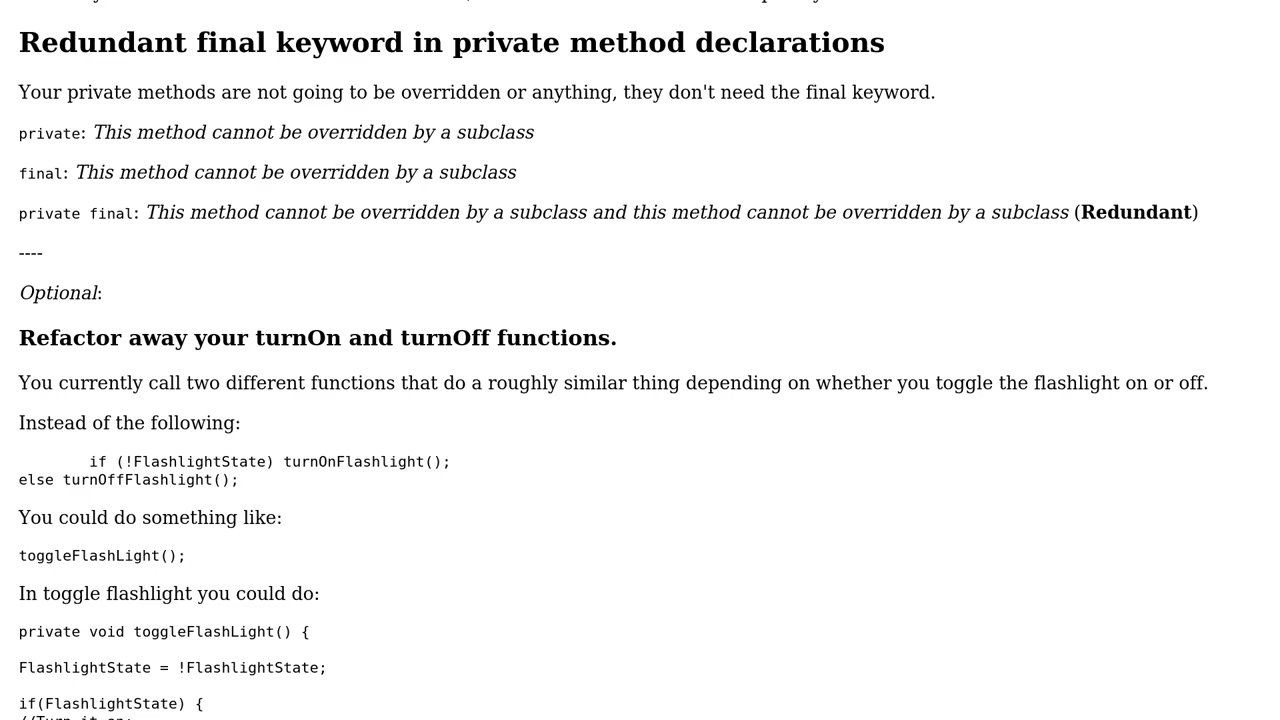 Redundant final keyword in private method declarations
Your private methods are not going to be overridden or anything, they don't need the final keyword.
private: This method cannot be overridden by a subclass
final: This method cannot be overridden by a subclass
private final: This method cannot be overridden by a subclass and this method cannot be overridden by a subclass (Redundant)
----
Optional:
Refactor away your turnOn and turnOff functions.
You currently call two different functions that do a roughly similar thing depending on whether you toggle the flashlight on or off.
Instead of the following:
if (!FlashlightState) turnOnFlashlight();
else turnOffFlashlight();
You could do something like:
toggleFlashLight();
In toggle flashlight you could do:
private void toggleFlashLight() {
FlashlightState = !FlashlightState;
if(FlashlightState) {